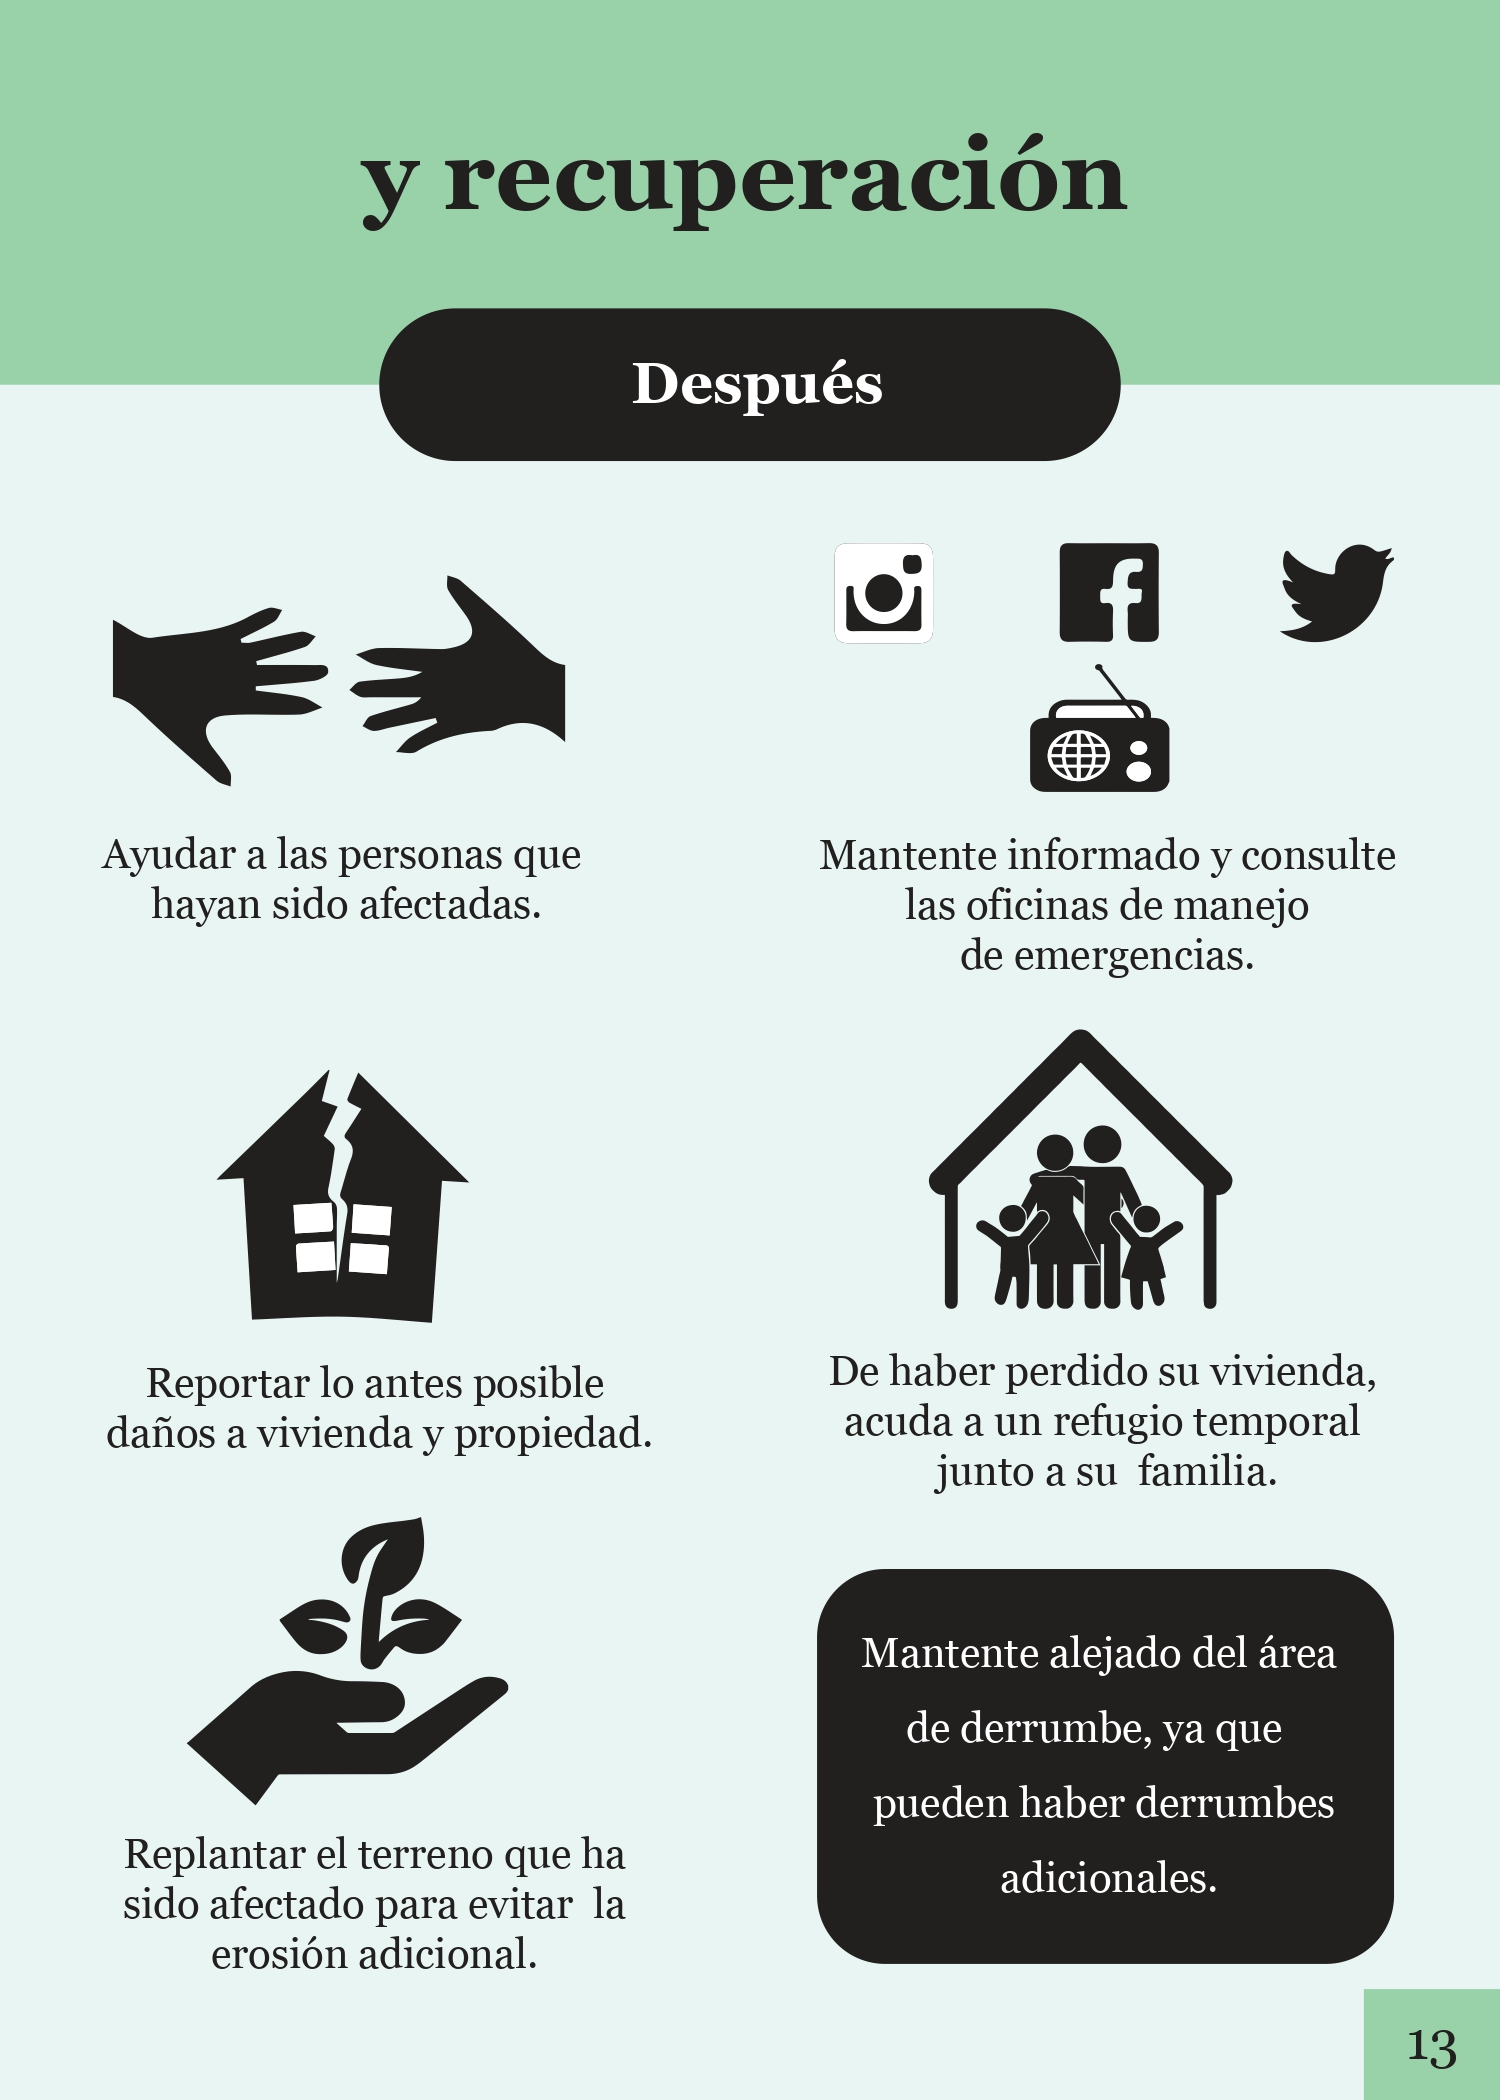 y recuperación
Después
Ayudar a las personas que
hayan sido afectadas.
Mantente informado y consulte
las oficinas de manejo
de emergencias.
Reportar lo antes posible
daños a vivienda y propiedad.
De haber perdido su vivienda,
acuda a un refugio temporal
junto a su  familia.
Replantar el terreno que ha
sido afectado para evitar  la
erosión adicional.
Mantente alejado del área
de derrumbe, ya que
pueden haber derrumbes
adicionales.
13